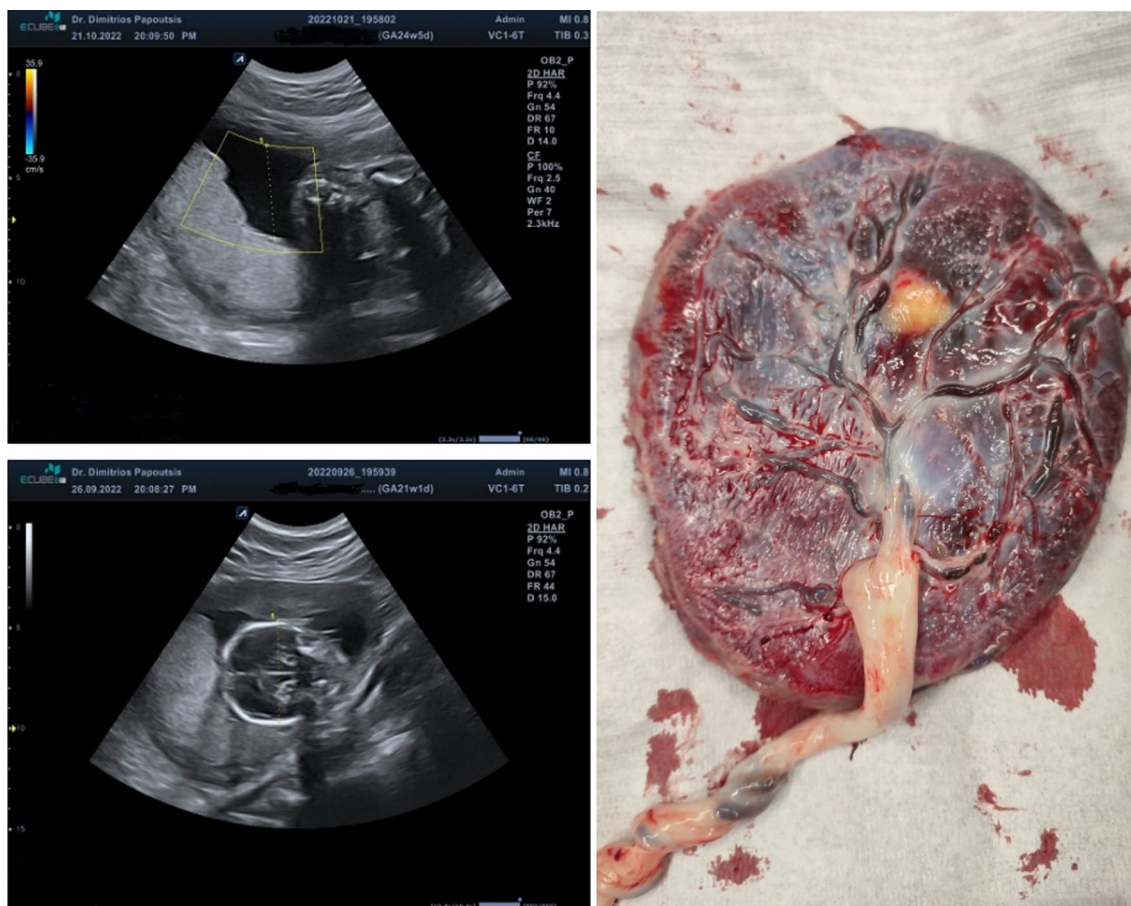 Dr. Dimitrios Papoutsis 20221021_195802 Admin MI 0.8
ECUBE 21.10.2022 20:09:50 PM (GA24w5d) VC1-6T TIB 0.3
OB2_P
2D HAR
P 92%
Frq 4.4
Gn 54
DR 67
FR 10
D 14.0
CF
P 100%
Frq 2.5
Gn 40
WF 2
Per 7
2.3kHz
35.9
-35.9
cm/s
0
5
10
1
Dr. Dimitrios Papoutsis 20220926_195939 Admin MI 0.8
ECUBE 26.09.2022 20:08:27 PM .... (GA21w1d) VC1-6T TIB 0.2
OB2_P
2D HAR
P 92%
Frq 4.4
Gn 54
DR 67
FR 44
D 15.0
0
5
10
15
1